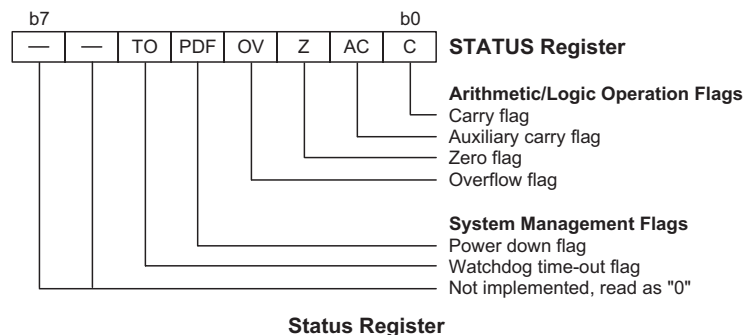 b7 b0
— — TO PDF OV Z AC C STATUS Register
Arithmetic/Logic Operation Flags
Carry flag
Auxiliary carry flag
Zero flag
Overflow flag
System Management Flags
Power down flag
Watchdog time-out flag
Not implemented, read as "0"
Status Register